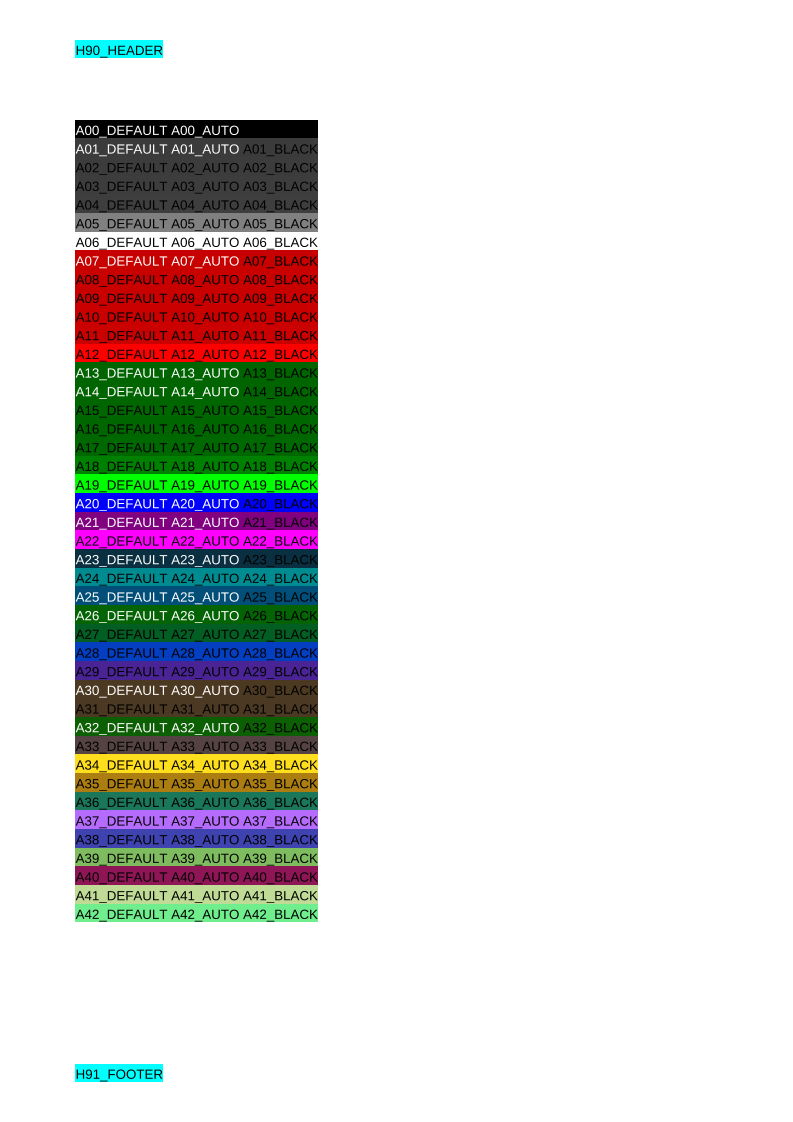 H90_HEADER
A00_DEFAULT A00_AUTO
A01_DEFAULT A01_AUTO A01_BLACK
A02_DEFAULT A02_AUTO A02_BLACK
A03_DEFAULT A03_AUTO A03_BLACK
A04_DEFAULT A04_AUTO A04_BLACK
A05_DEFAULT A05_AUTO A05_BLACK
A06_DEFAULT A06_AUTO A06_BLACK
A07_DEFAULT A07_AUTO A07_BLACK
A08_DEFAULT A08_AUTO A08_BLACK
A09_DEFAULT A09_AUTO A09_BLACK
A10_DEFAULT A10_AUTO A10_BLACK
A11_DEFAULT A11_AUTO A11_BLACK
A12_DEFAULT A12_AUTO A12_BLACK
A13_DEFAULT A13_AUTO A13_BLACK
A14_DEFAULT A14_AUTO A14_BLACK
A15_DEFAULT A15_AUTO A15_BLACK
A16_DEFAULT A16_AUTO A16_BLACK
A17_DEFAULT A17_AUTO A17_BLACK
A18_DEFAULT A18_AUTO A18_BLACK
A19_DEFAULT A19_AUTO A19_BLACK
A20_DEFAULT A20_AUTO A20_BLACK
A21_DEFAULT A21_AUTO A21_BLACK
A22_DEFAULT A22_AUTO A22_BLACK
A23_DEFAULT A23_AUTO A23_BLACK
A24_DEFAULT A24_AUTO A24_BLACK
A25_DEFAULT A25_AUTO A25_BLACK
A26_DEFAULT A26_AUTO A26_BLACK
A27_DEFAULT A27_AUTO A27_BLACK
A28_DEFAULT A28_AUTO A28_BLACK
A29_DEFAULT A29_AUTO A29_BLACK
A30_DEFAULT A30_AUTO A30_BLACK
A31_DEFAULT A31_AUTO A31_BLACK
A32_DEFAULT A32_AUTO A32_BLACK
A33_DEFAULT A33_AUTO A33_BLACK
A34_DEFAULT A34_AUTO A34_BLACK
A35_DEFAULT A35_AUTO A35_BLACK
A36_DEFAULT A36_AUTO A36_BLACK
A37_DEFAULT A37_AUTO A37_BLACK
A38_DEFAULT A38_AUTO A38_BLACK
A39_DEFAULT A39_AUTO A39_BLACK
A40_DEFAULT A40_AUTO A40_BLACK
A41_DEFAULT A41_AUTO A41_BLACK
A42_DEFAULT A42_AUTO A42_BLACK
H91_FOOTER